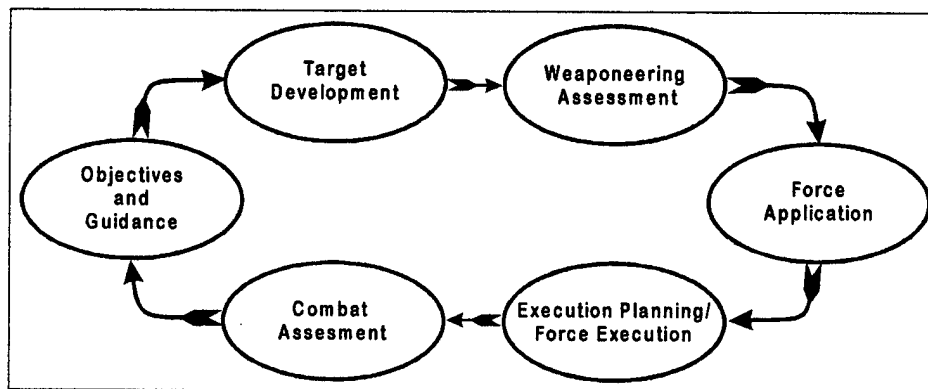 Target
Development
Weaponeering
Assessment
Objectives
and
Guidance
Force
Application
Combat
Assesment
Execution Planning/
Force Execution